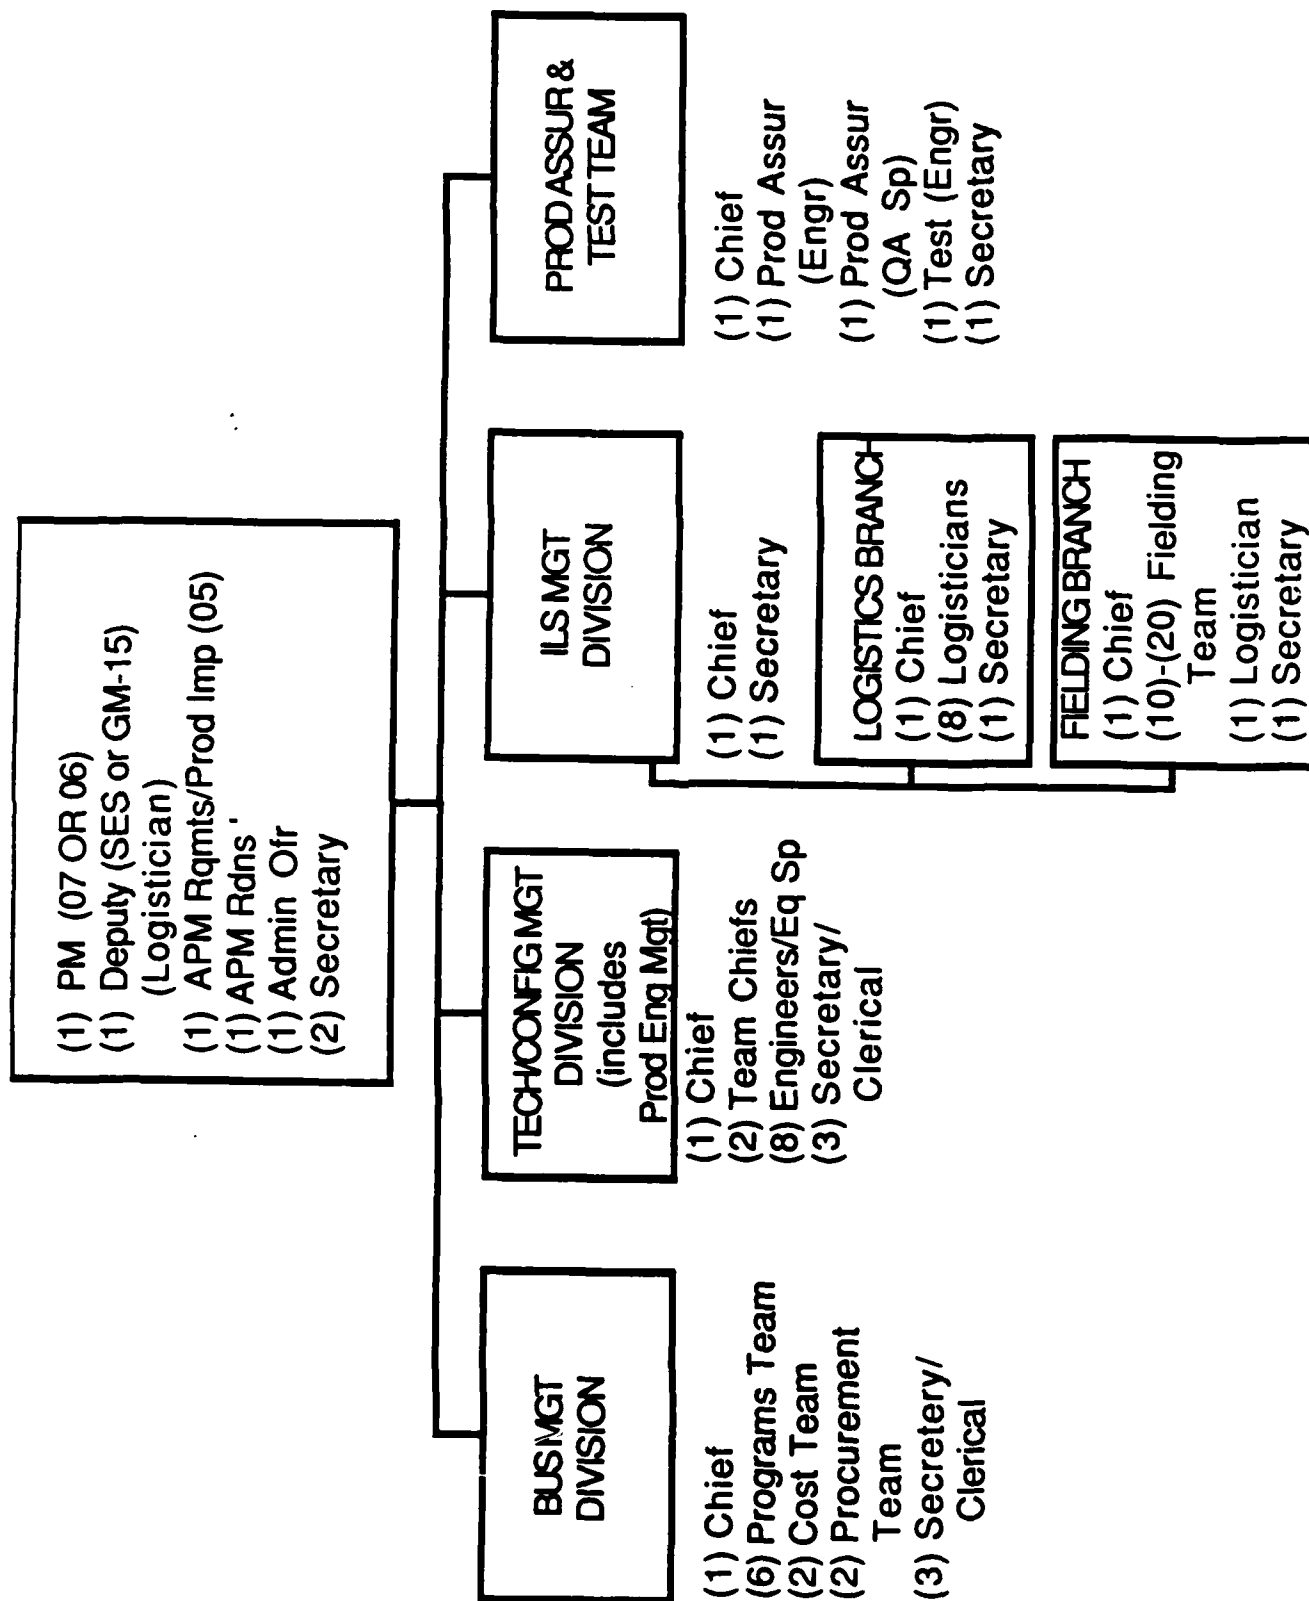 (1) PM (07 OR 06)
(1) Deputy (SES or GM-15)
(Logistician)
(1) APM Rqmts/Prod Imp (05)
(1) APM Rdns '
(1) Admin Ofr
(2) Secretary
BUS MGT
DIVISION
(1) Chief
(6) Programs Team
(2) Cost Team
(2) Procurement
Team
(3) Secretery/
Clerical
TECH/CONFIG MGT
DIVISION
(includes
Prod Eng Mgt)
(1) Chief
(2) Team Chiefs
(8) Engineers/Eq Sp
(3) Secretary/
Clerical
ILS MGT
DIVISION
(1) Chief
(1) Secretary
LOGISTICS BRANCH
(1) Chief
(8) Logisticians
(1) Secretary
FIELDING BRANCH
(1) Chief
(10)-(20) Fielding
Team
(1) Logistician
(1) Secretary
PROD ASSUR &
TEST TEAM
(1) Chief
(1) Prod Assur
(Engr)
(1) Prod Assur
(QA Sp)
(1) Test (Engr)
(1) Secretary